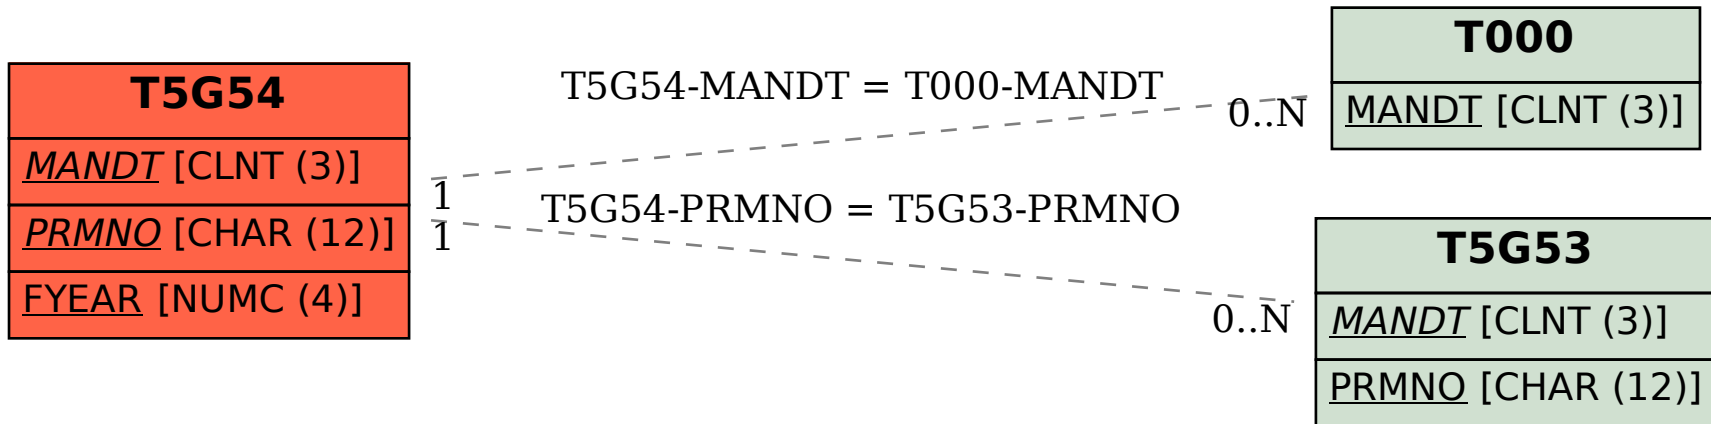 T5G54
MANDT [CLNT (3)]
PRMNO [CHAR (12)]
FYEAR [NUMC (4)]
T5G54-MANDT = T000-MANDT
0..N
1
T5G54-PRMNO = T5G53-PRMNO
1
0..N
T000
MANDT [CLNT (3)]
T5G53
MANDT [CLNT (3)]
PRMNO [CHAR (12)]